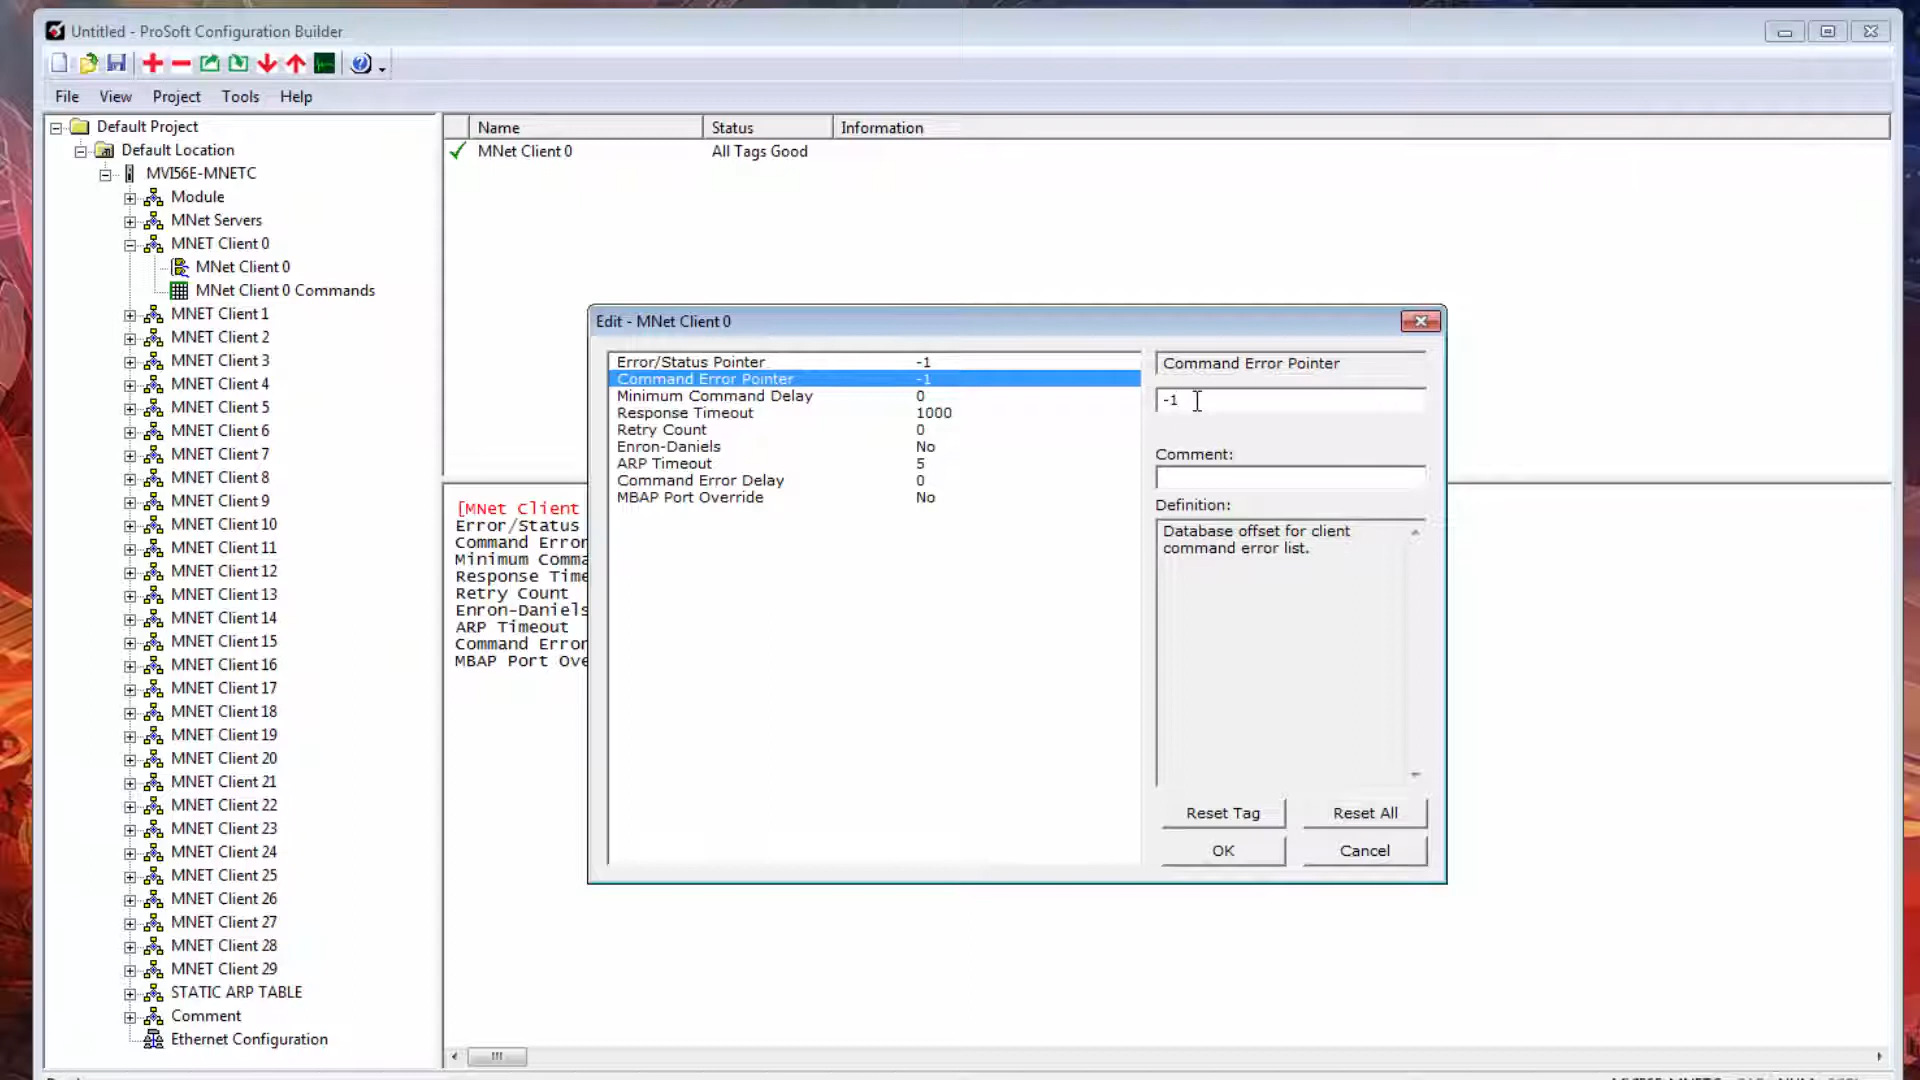 Untitled - ProSoft Configuration Builder
File View Project Tools Help
Default Project
Default Location
MVI56E-MNETC
Module
MNet Servers
MNET Client 0
MNet Client 0
MNet Client 0 Commands
MNET Client 1
MNET Client 2
MNET Client 3
MNET Client 4
MNET Client 5
MNET Client 6
MNET Client 7
MNET Client 8
MNET Client 9
MNET Client 10
MNET Client 11
MNET Client 12
MNET Client 13
MNET Client 14
MNET Client 15
MNET Client 16
MNET Client 17
MNET Client 18
MNET Client 19
MNET Client 20
MNET Client 21
MNET Client 22
MNET Client 23
MNET Client 24
MNET Client 25
MNET Client 26
MNET Client 27
MNET Client 28
MNET Client 29
STATIC ARP TABLE
Comment
Ethernet Configuration
Name Status Information
MNet Client 0 All Tags Good
[MNet Client
Error/Status
Command Error
Minimum Comma
Response Time
Retry Count
Enron-Daniels
ARP Timeout
Command Error
MBAP Port Ove
Edit - MNet Client 0
Error/Status Pointer -1
Command Error Pointer -1
Minimum Command Delay 0
Response Timeout 1000
Retry Count 0
Enron-Daniels No
ARP Timeout 5
Command Error Delay 0
MBAP Port Override No
Command Error Pointer
-1
Comment:
Definition:
Database offset for client
command error list.
Reset Tag Reset All
OK Cancel